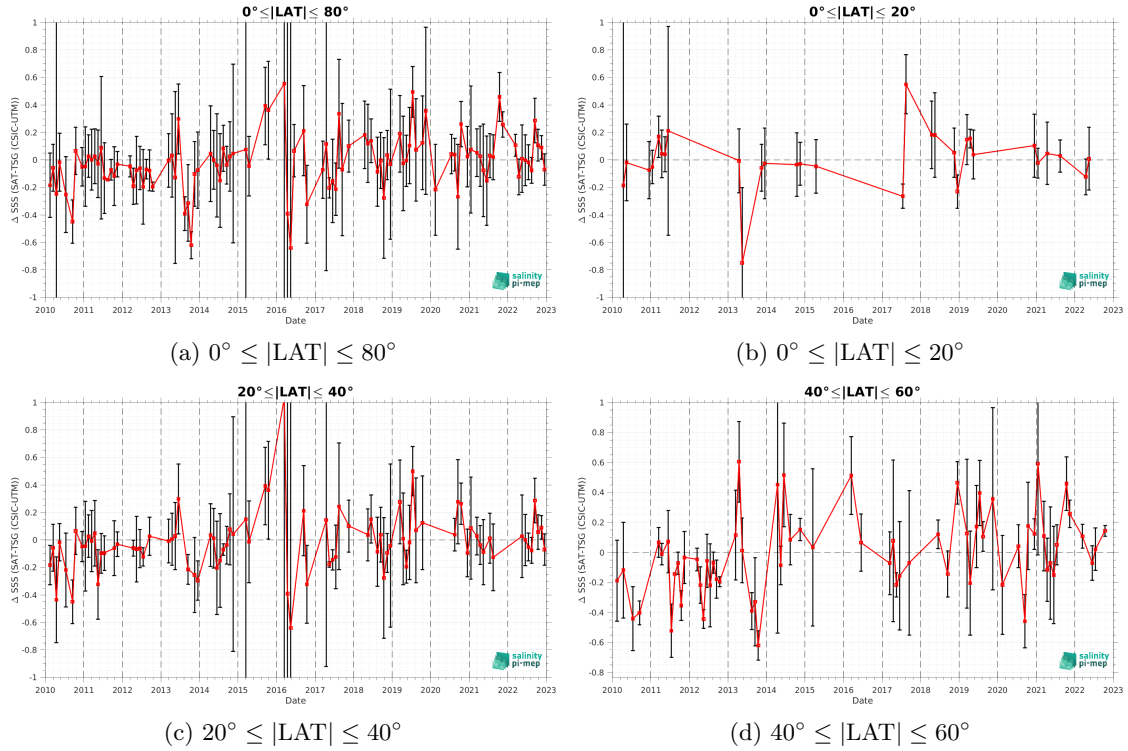 0°≤|LAT|≤ 80°
Δ SSS (SAT-TSG (CSIC-UTM))
1
0.8
0.6
0.4
0.2
0
-0.2
-0.4
-0.6
-0.8
-1
2010 2011 2012 2013 2014 2015 2016 2017 2018 2019 2020 2021 2022 2023
Date
salinity
pi-mep
(a) 0° ≤ |LAT| ≤ 80°
0°≤|LAT|≤ 20°
Δ SSS (SAT-TSG (CSIC-UTM))
1
0.8
0.6
0.4
0.2
0
-0.2
-0.4
-0.6
-0.8
-1
2010 2011 2012 2013 2014 2015 2016 2017 2018 2019 2020 2021 2022 2023
Date
salinity
pi-mep
(b) 0° ≤ |LAT| ≤ 20°
20°≤|LAT|≤ 40°
Δ SSS (SAT-TSG (CSIC-UTM))
1
0.8
0.6
0.4
0.2
0
-0.2
-0.4
-0.6
-0.8
-1
2010 2011 2012 2013 2014 2015 2016 2017 2018 2019 2020 2021 2022 2023
Date
salinity
pi-mep
(c) 20° ≤ |LAT| ≤ 40°
40°≤|LAT|≤ 60°
Δ SSS (SAT-TSG (CSIC-UTM))
1
0.8
0.6
0.4
0.2
0
-0.2
-0.4
-0.6
-0.8
2010 2011 2012 2013 2014 2015 2016 2017 2018 2019 2020 2021 2022 2023
Date
salinity
pi-mep
(d) 40° ≤ |LAT| ≤ 60°